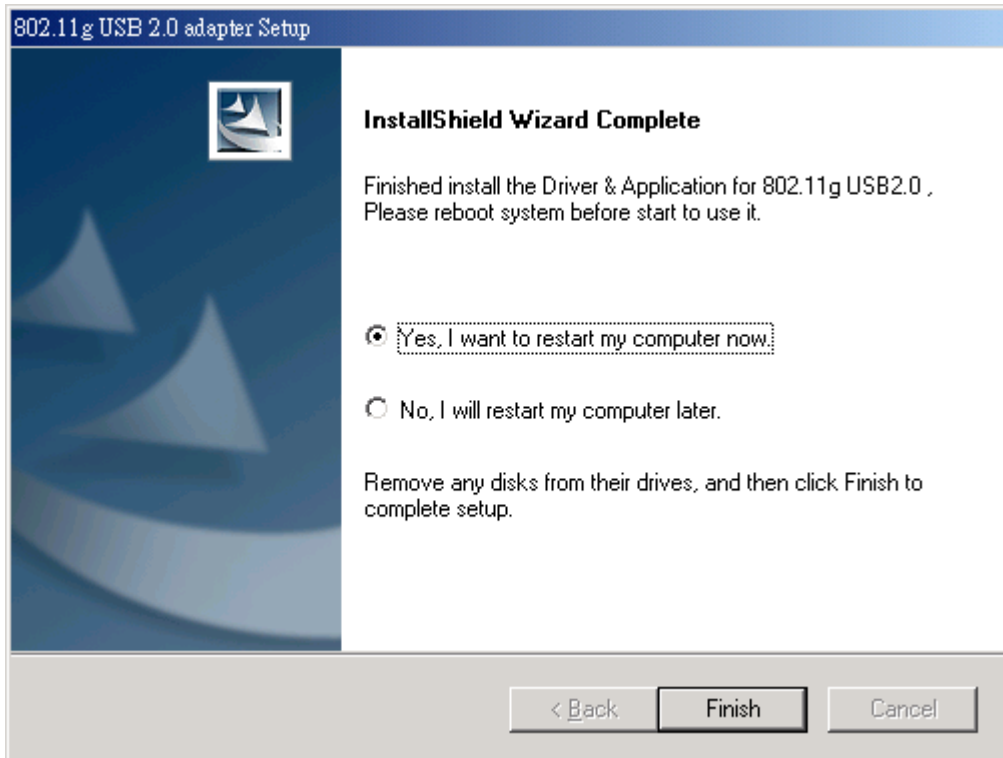 802.11g USB 2.0 adapter Setup
InstallShield Wizard Complete
Finished install the Driver & Application for 802.11g USB2.0 ,
Please reboot system before start to use it.
Yes, I want to restart my computer now.
No, I will restart my computer later.
Remove any disks from their drives, and then click Finish to
complete setup.
< Back
Finish
Cancel